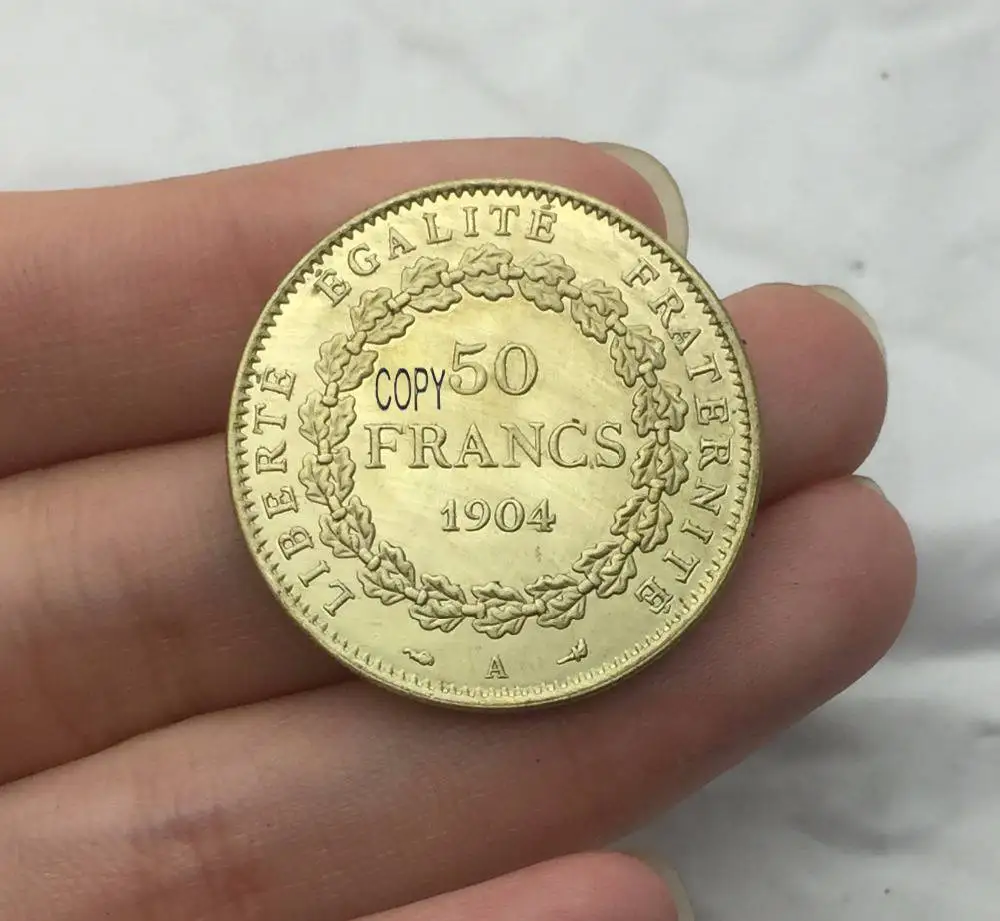 LIBERTÉ ÉGALITÉ FRATERNITÉ
COPY 50
FRANCS
1904
A